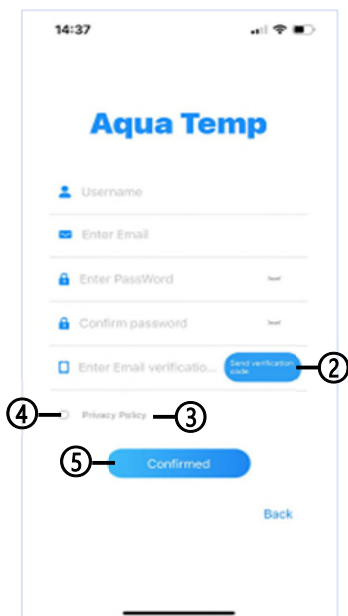 14:37
Aqua Temp
Username
Enter Email
Enter PassWord
Confirm password
Enter Email verificatio...
Send verification
code
2
4
Privacy Policy
3
5
Confirmed
Back